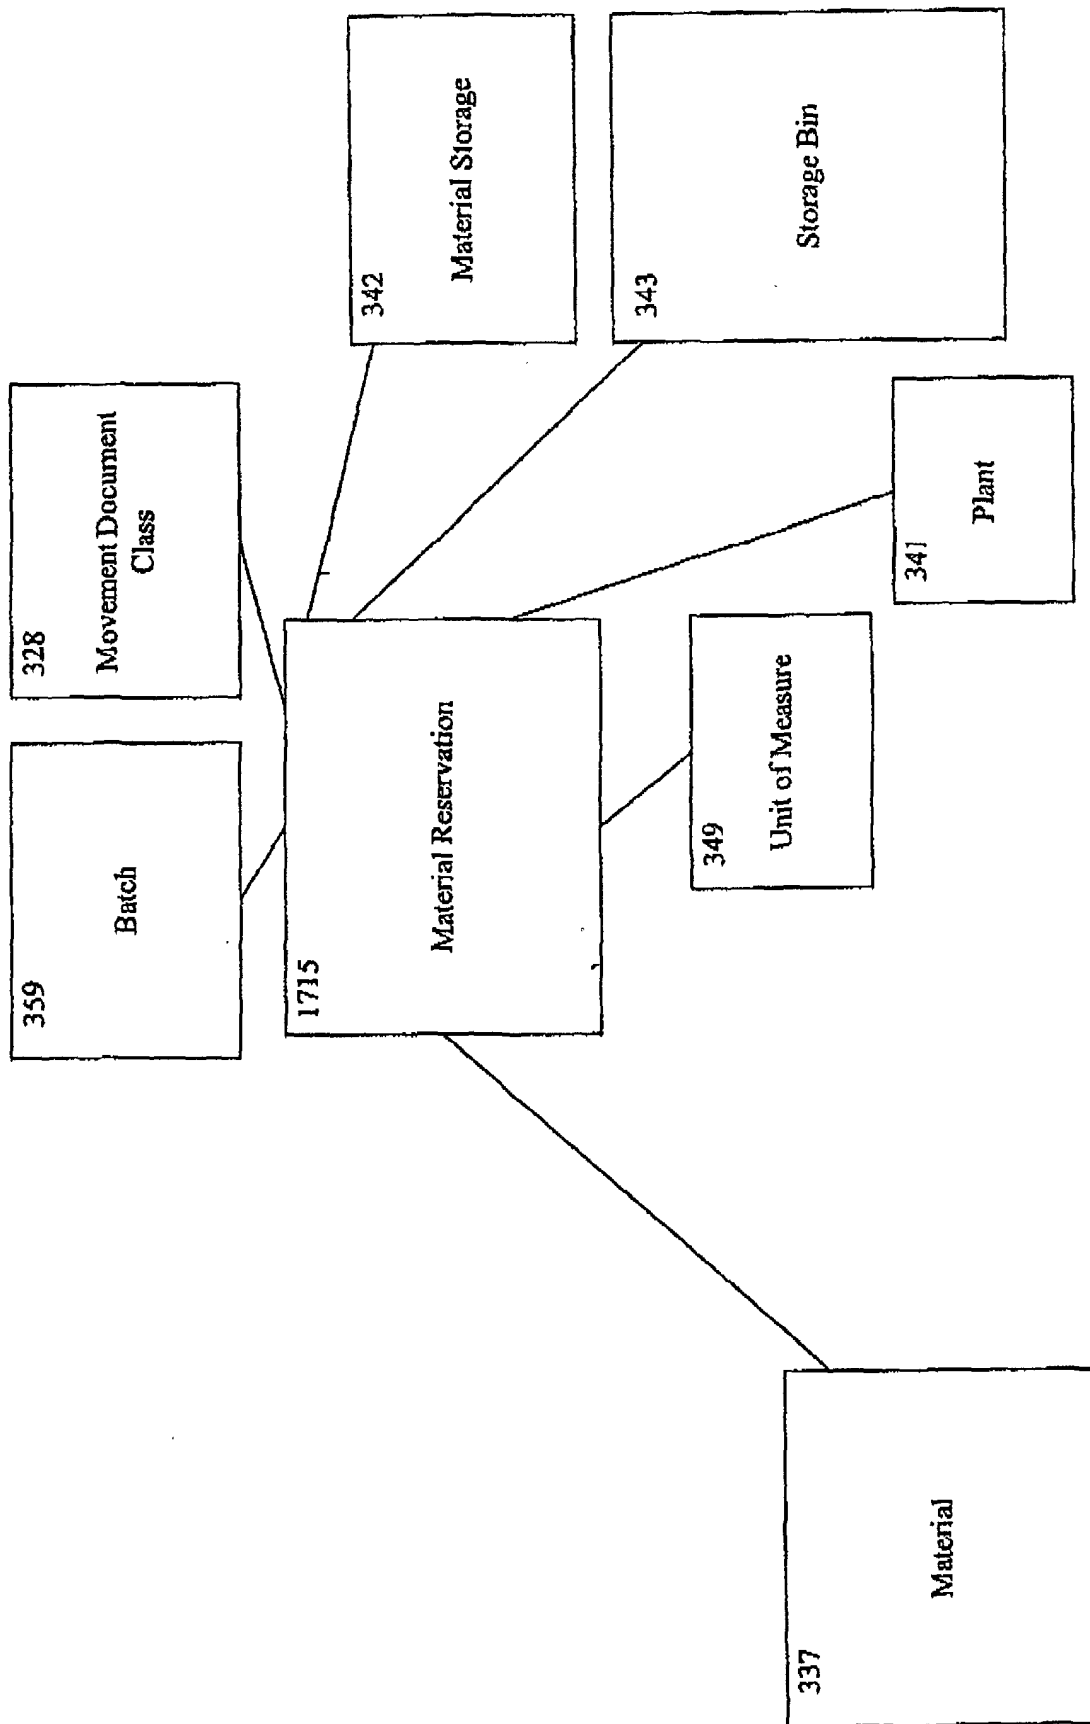 359
Batch
328
Movement Document
Class
342
Material Storage
1715
Material Reservation
343
Storage Bin
349
Unit of Measure
341
Plant
337
Material